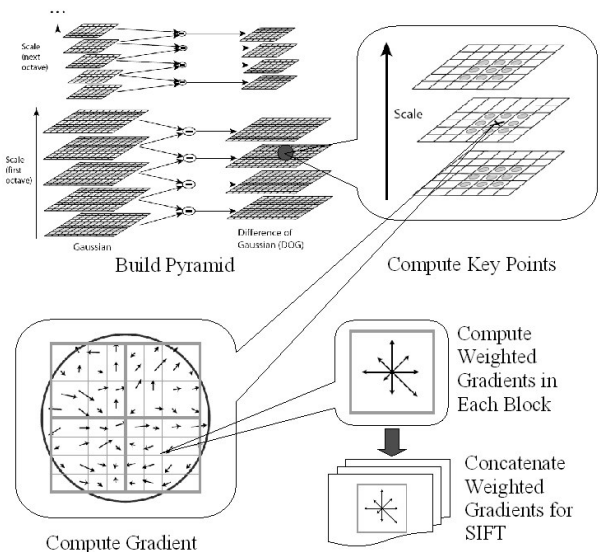 ...
Scale
(next
octave)
Scale
(first
octave)
Gaussian
Difference of
Gaussian (DOG)
Build Pyramid
Scale
Compute Key Points
Compute Gradient
Compute
Weighted
Gradients in
Each Block
Concatenate
Weighted
Gradients for
SIFT